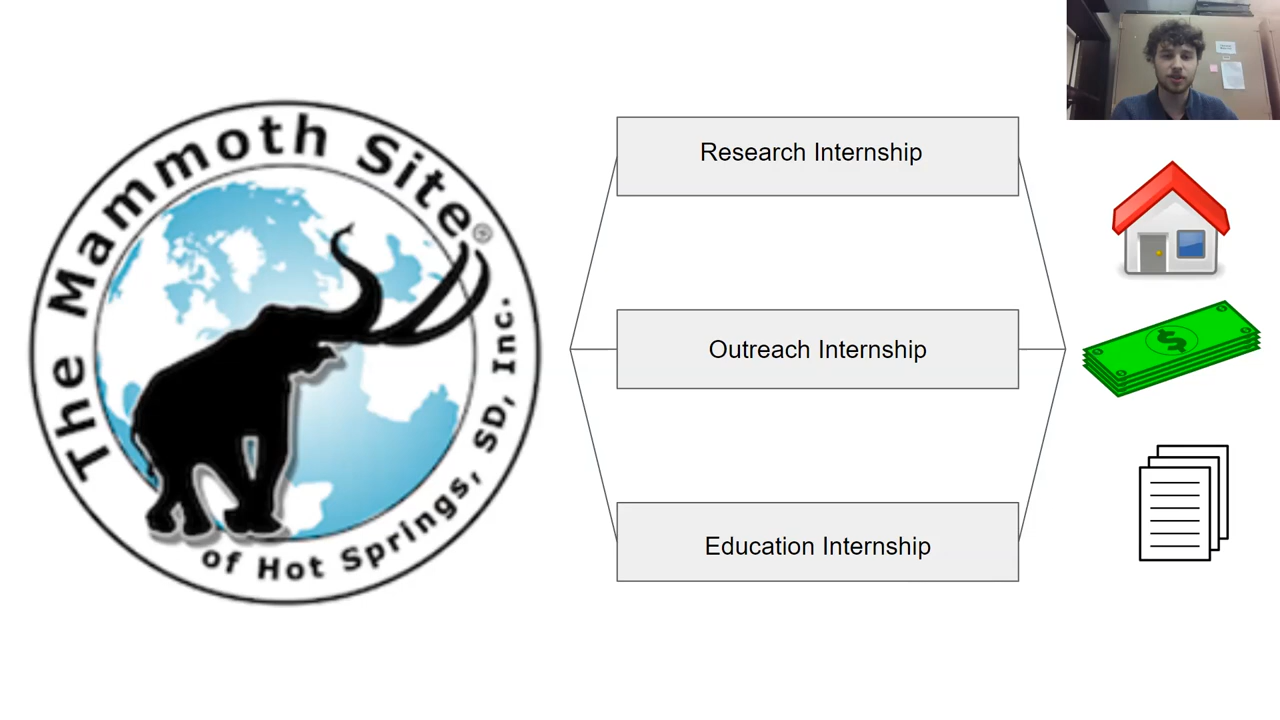 The Mammoth Site®
of Hot Springs, SD, Inc.
Research Internship
Outreach Internship
Education Internship
$